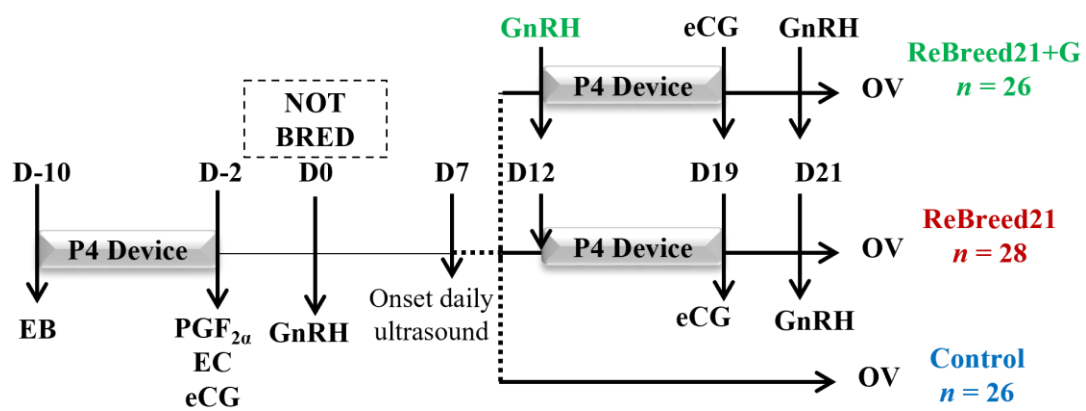 GnRH eCG GnRH
P4 Device
OV
ReBreed21+G
n = 26
NOT
BRED
D-10 D-2 D0 D7 D12 D19 D21
P4 Device
P4 Device
OV
ReBreed21
n = 28
EB
PGF2α
EC
eCG
GnRH
Onset daily
ultrasound
eCG
GnRH
OV
Control
n = 26